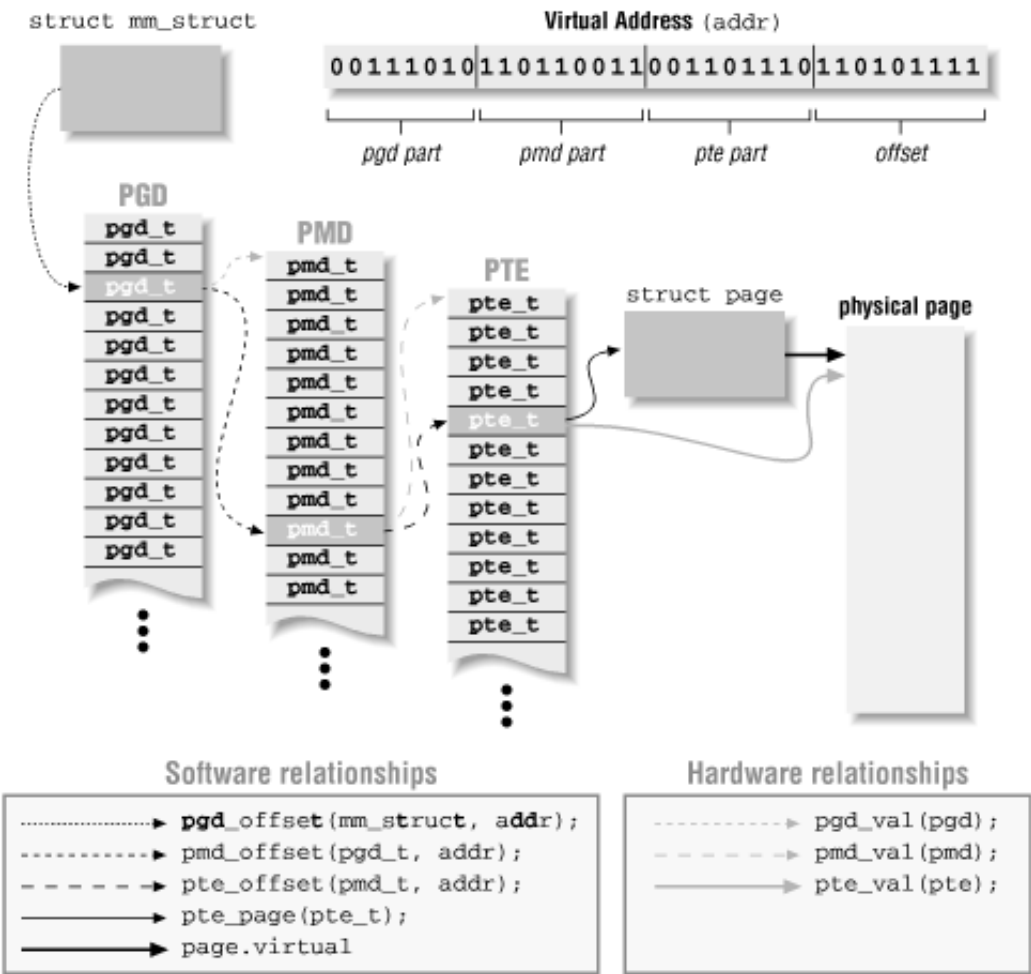 struct mm_struct
Virtual Address (addr)
00111010 110110011 001101110 110101111
pgd part pmd part pte part offset
PGD
pgd_t
pgd_t
pgd_t
pgd_t
pgd_t
pgd_t
pgd_t
pgd_t
pgd_t
pgd_t
pgd_t
pgd_t
PMD
pmd_t
pmd_t
pmd_t
pmd_t
pmd_t
pmd_t
pmd_t
pmd_t
pmd_t
pmd_t
pmd_t
pmd_t
PTE
pte_t
pte_t
pte_t
pte_t
pte_t
pte_t
pte_t
pte_t
pte_t
pte_t
pte_t
pte_t
struct page
physical page
Software relationships
pgd_offset(mm_struct, addr);
pmd_offset(pgd_t, addr);
pte_offset(pmd_t, addr);
pte_page(pte_t);
page.virtual
Hardware relationships
pgd_val(pgd);
pmd_val(pmd);
pte_val(pte);